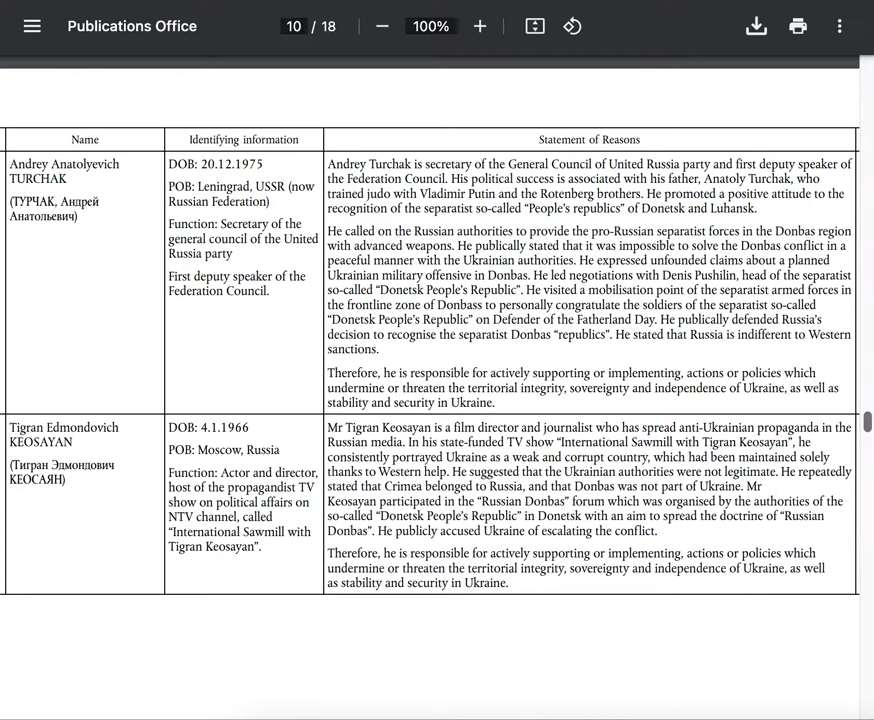 Publications Office
10 / 18
100%
Name
Identifying information
Statement of Reasons
Andrey Anatolyevich
TURCHAK
(ТУРЧАК, Андрей
Анатольевич)
DOB: 20.12.1975
POB: Leningrad, USSR (now
Russian Federation)
Function: Secretary of the
general council of the United
Russia party
First deputy speaker of the
Federation Council.
Andrey Turchak is secretary of the General Council of United Russia party and first deputy speaker of
the Federation Council. His political success is associated with his father, Anatoly Turchak, who
trained judo with Vladimir Putin and the Rotenberg brothers. He promoted a positive attitude to the
recognition of the separatist so-called “People’s republics” of Donetsk and Luhansk.
He called on the Russian authorities to provide the pro-Russian separatist forces in the Donbas region
with advanced weapons. He publically stated that it was impossible to solve the Donbas conflict in a
peaceful manner with the Ukrainian authorities. He expressed unfounded claims about a planned
Ukrainian military offensive in Donbas. He led negotiations with Denis Pushilin, head of the separatist
so-called “Donetsk People’s Republic”. He visited a mobilisation point of the separatist armed forces in
the frontline zone of Donbass to personally congratulate the soldiers of the separatist so-called
“Donetsk People’s Republic” on Defender of the Fatherland Day. He publically defended Russia’s
decision to recognise the separatist Donbas “republics”. He stated that Russia is indifferent to Western
sanctions.
Therefore, he is responsible for actively supporting or implementing, actions or policies which
undermine or threaten the territorial integrity, sovereignty and independence of Ukraine, as well as
stability and security in Ukraine.
Tigran Edmondovich
KEOSAYAN
(Тигран Эдмондович
КЕОСАЯН)
DOB: 4.1.1966
POB: Moscow, Russia
Function: Actor and director,
host of the propagandist TV
show on political affairs on
NTV channel, called
“International Sawmill with
Tigran Keosayan”.
Mr Tigran Keosayan is a film director and journalist who has spread anti-Ukrainian propaganda in the
Russian media. In his state-funded TV show “International Sawmill with Tigran Keosayan”, he
consistently portrayed Ukraine as a weak and corrupt country, which had been maintained solely
thanks to Western help. He suggested that the Ukrainian authorities were not legitimate. He repeatedly
stated that Crimea belonged to Russia, and that Donbas was not part of Ukraine. Mr
Keosayan participated in the “Russian Donbas” forum which was organised by the authorities of the
so-called “Donetsk People’s Republic” in Donetsk with an aim to spread the doctrine of “Russian
Donbas”. He publicly accused Ukraine of escalating the conflict.
Therefore, he is responsible for actively supporting or implementing, actions or policies which
undermine or threaten the territorial integrity, sovereignty and independence of Ukraine, as well
as stability and security in Ukraine.